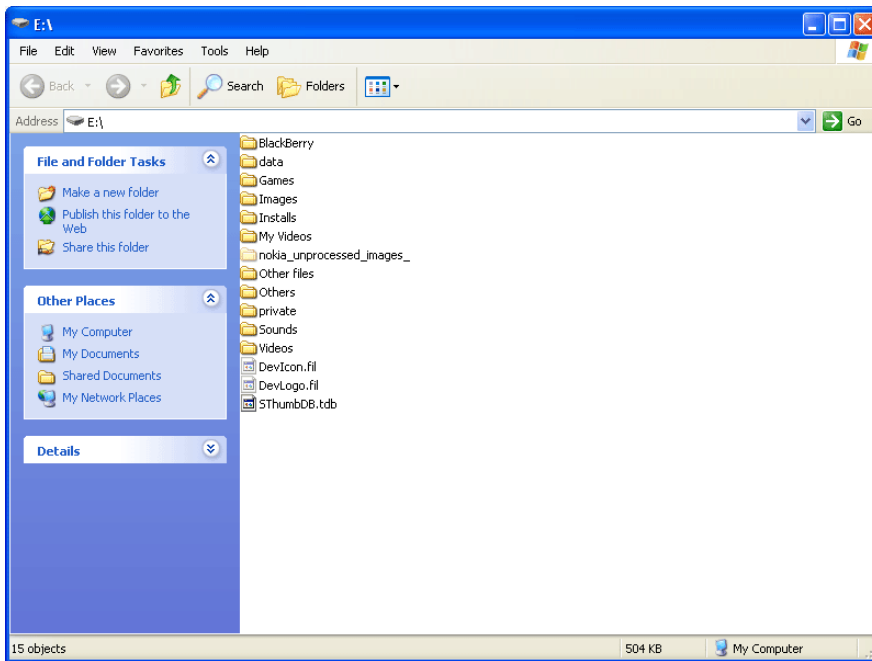 E:\
File Edit View Favorites Tools Help
Back Search Folders
Address E:\ Go
File and Folder Tasks
Make a new folder
Publish this folder to the
Web
Share this folder
Other Places
My Computer
My Documents
Shared Documents
My Network Places
Details
BlackBerry
data
Games
Images
Installs
My Videos
nokia_unprocessed_images_
Other files
Others
private
Sounds
Videos
DevIcon.fil
DevLogo.fil
SThumbDB.tdb
15 objects 504 KB My Computer